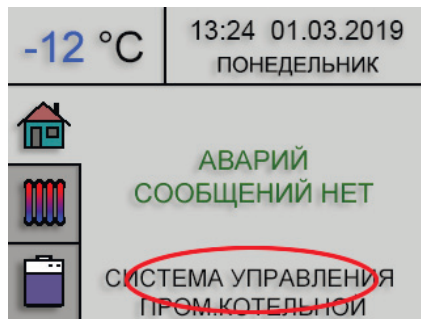 -12 °C
13:24 01.03.2019
ПОНЕДЕЛЬНИК
АВАРИЙ
СООБЩЕНИЙ НЕТ
СИСТЕМА УПРАВЛЕНИЯ
ПРОМ.КОТЕЛЬНОЙ